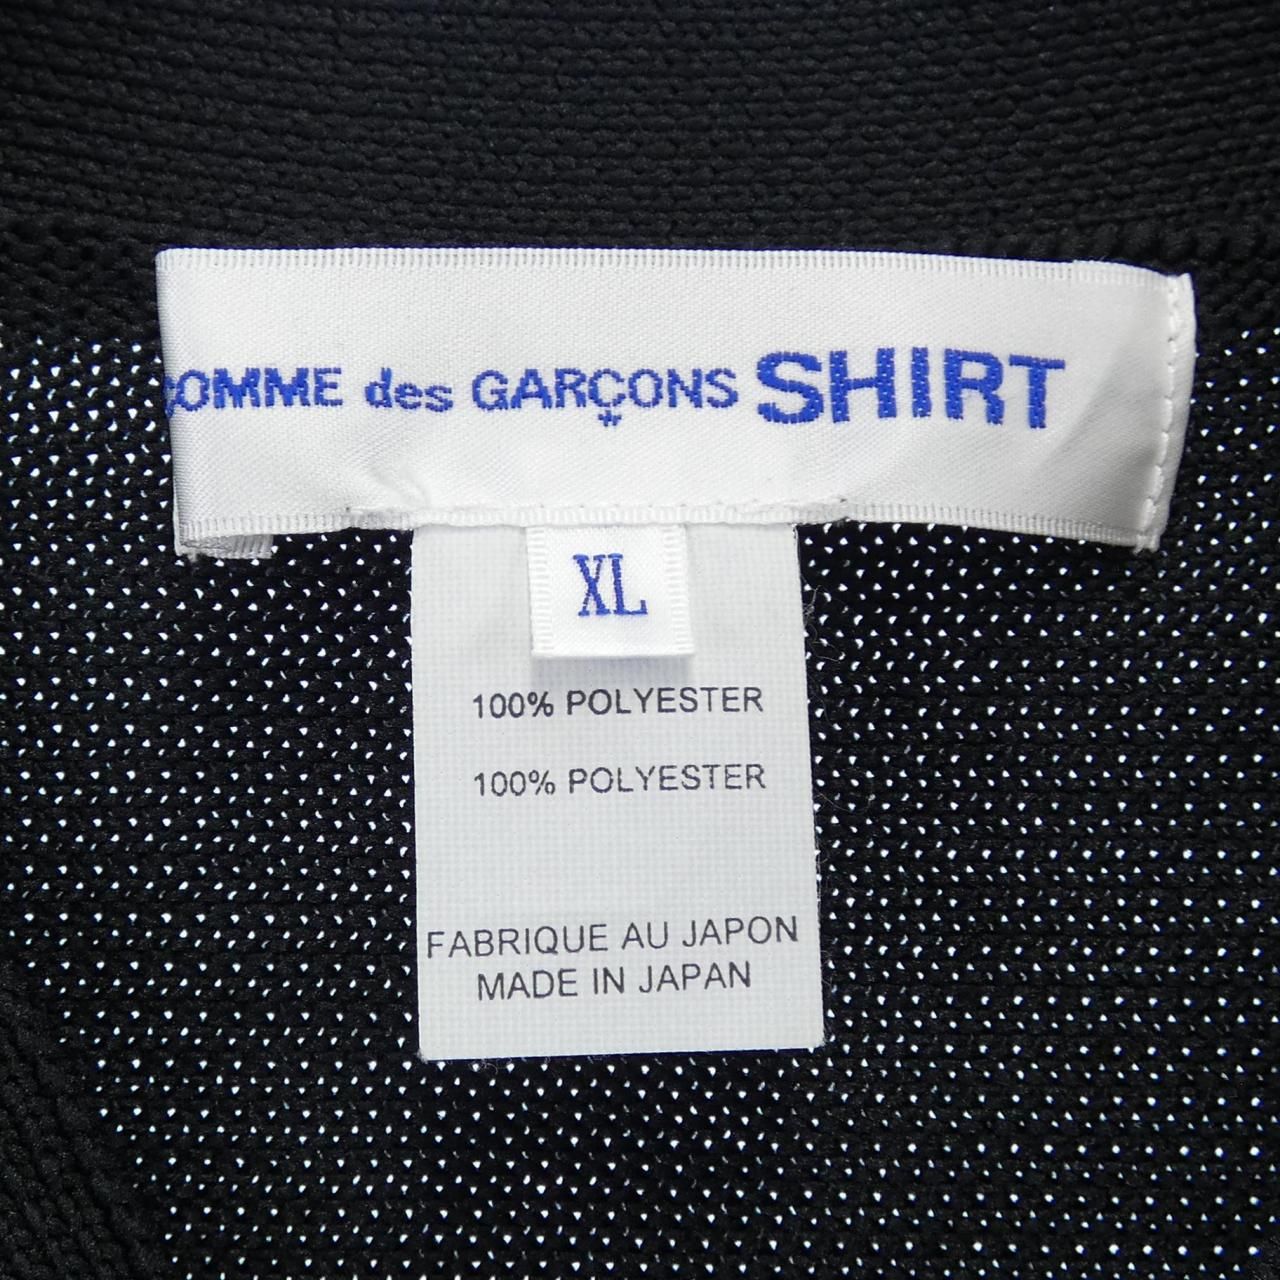 COMME des GARÇONS SHIRT
XL
100% POLYESTER
100% POLYESTER
FABRIQUE AU JAPON
MADE IN JAPAN